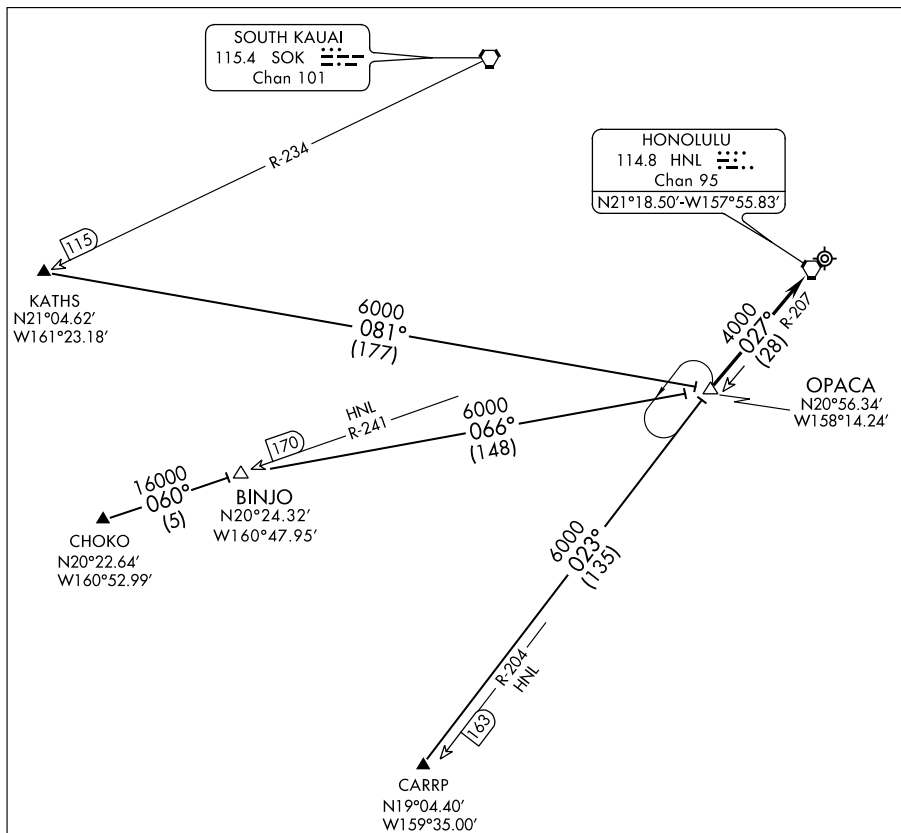 SOUTH KAUAI
115.4 SOK
Chan 101
R-234
HONOLULU
114.8 HNL
Chan 95
N21°18.50'-W157°55.83'
115
KATHS
N21°04.62'
W161°23.18'
6000
081°
(177)
4000
027°
(28)
R-207
OPACA
N20°56.34'
W158°14.24'
HNL
R-241
170
6000
066°
(148)
16000
060°
(5)
BINJO
N20°24.32'
W160°47.95'
CHOKO
N20°22.64'
W160°52.99'
6000
023°
(135)
R-204
HNL
163
CARRP
N19°04.40'
W159°35.00'